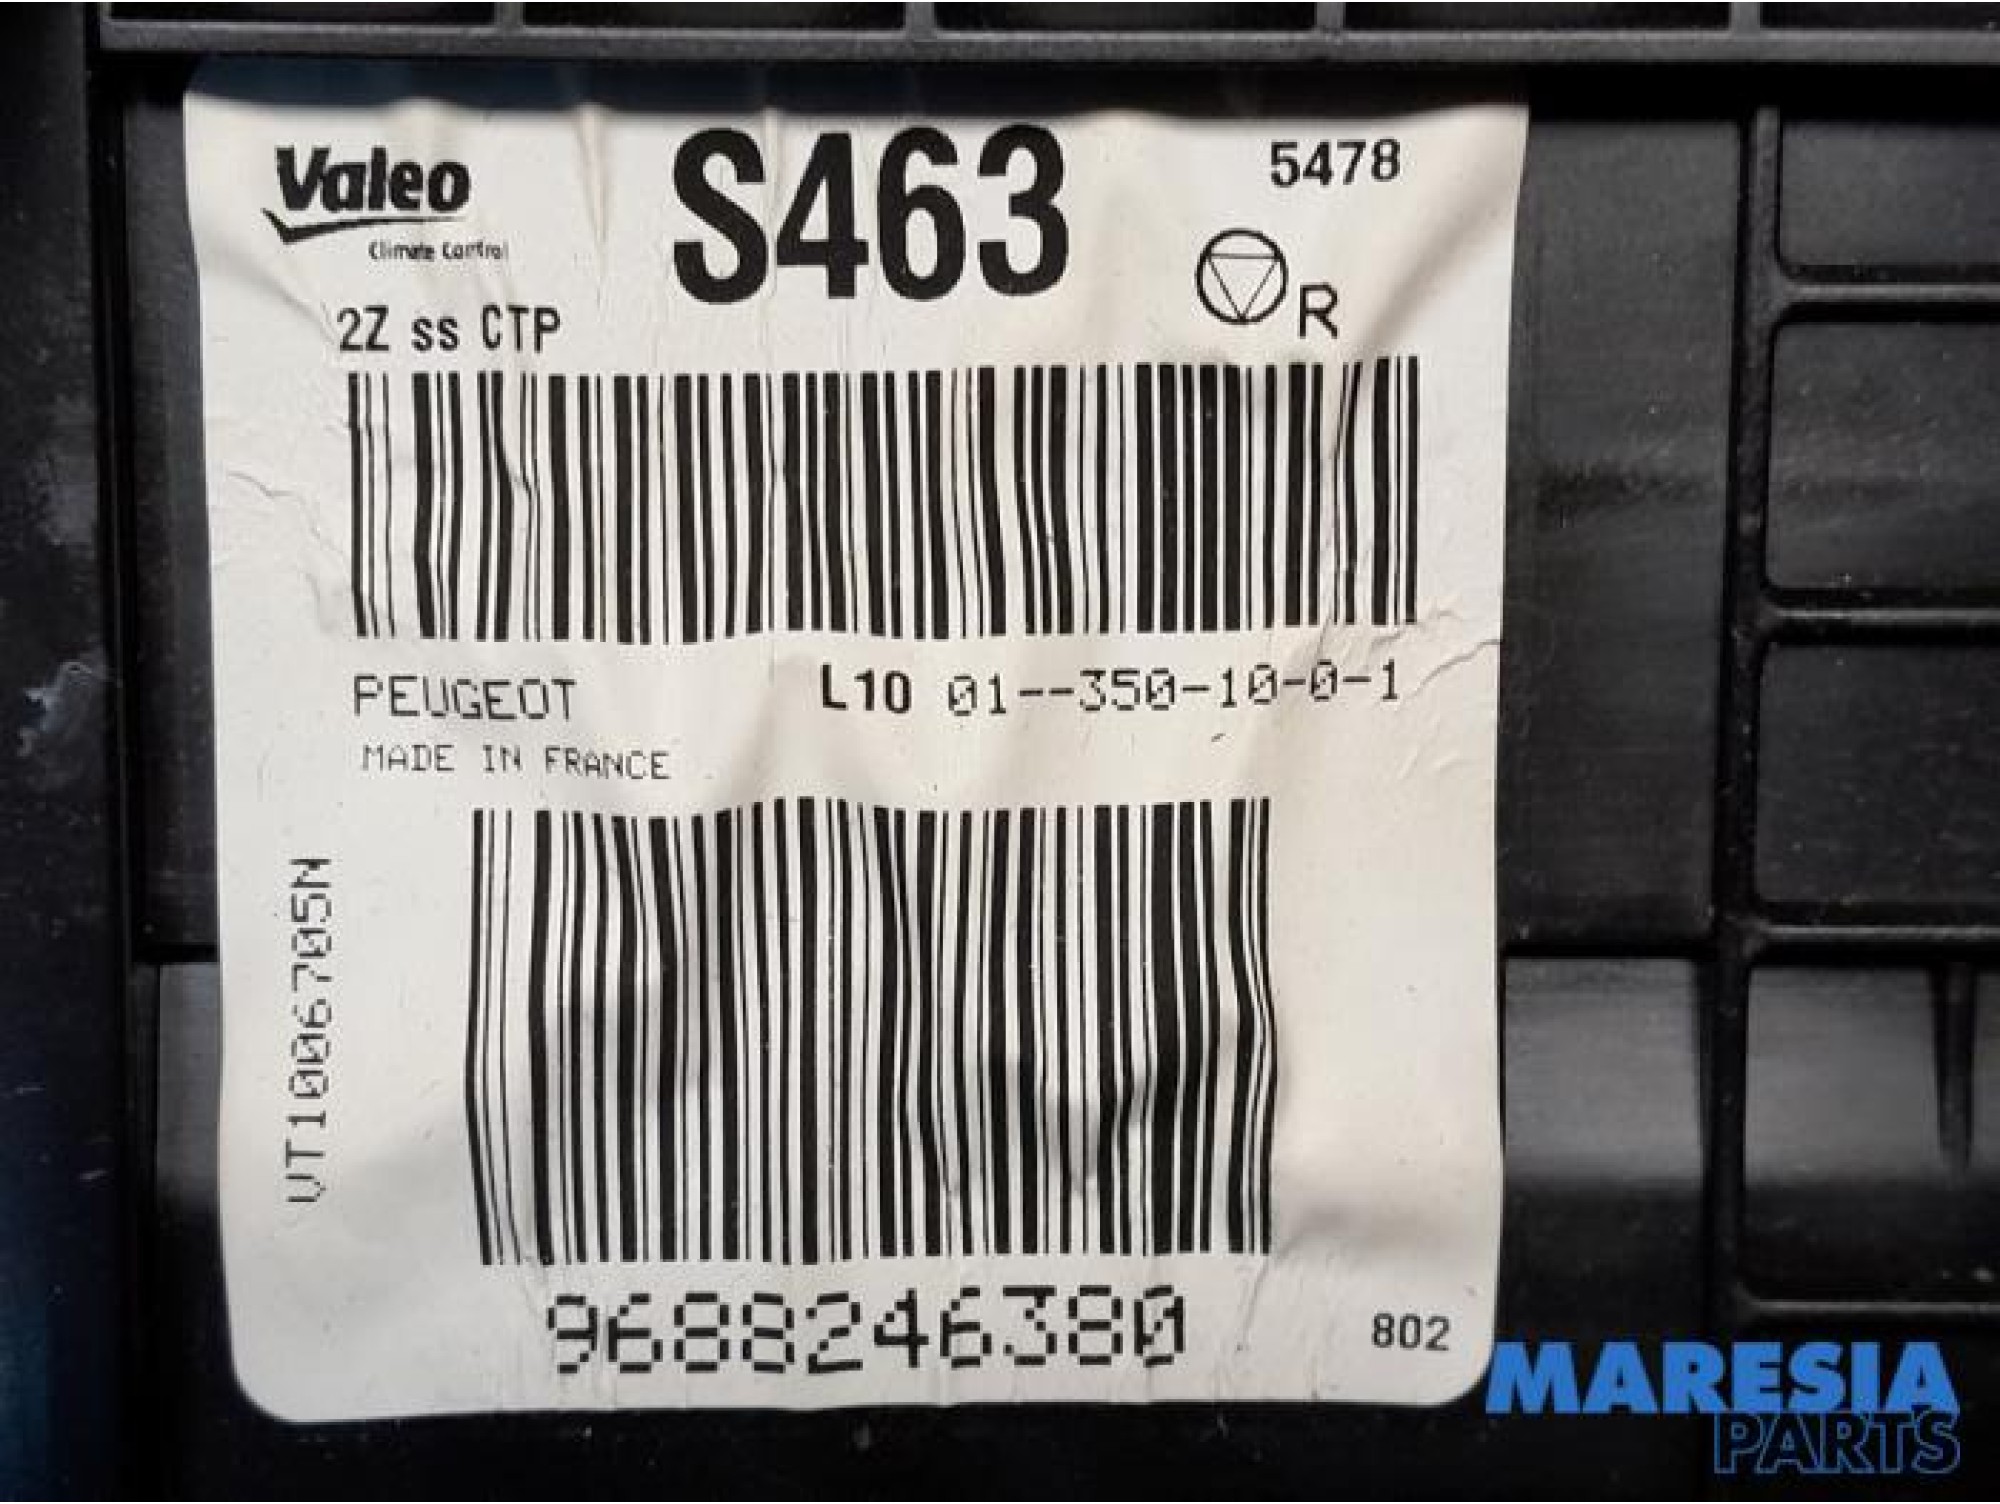 Valeo
Climate Control
S463
5478
R
2Z ss CTP
PEUGEOT
L10 01--350-10-0-1
MADE IN FRANCE
VT1006705N
9688246380
802
MARESIA
PARTS